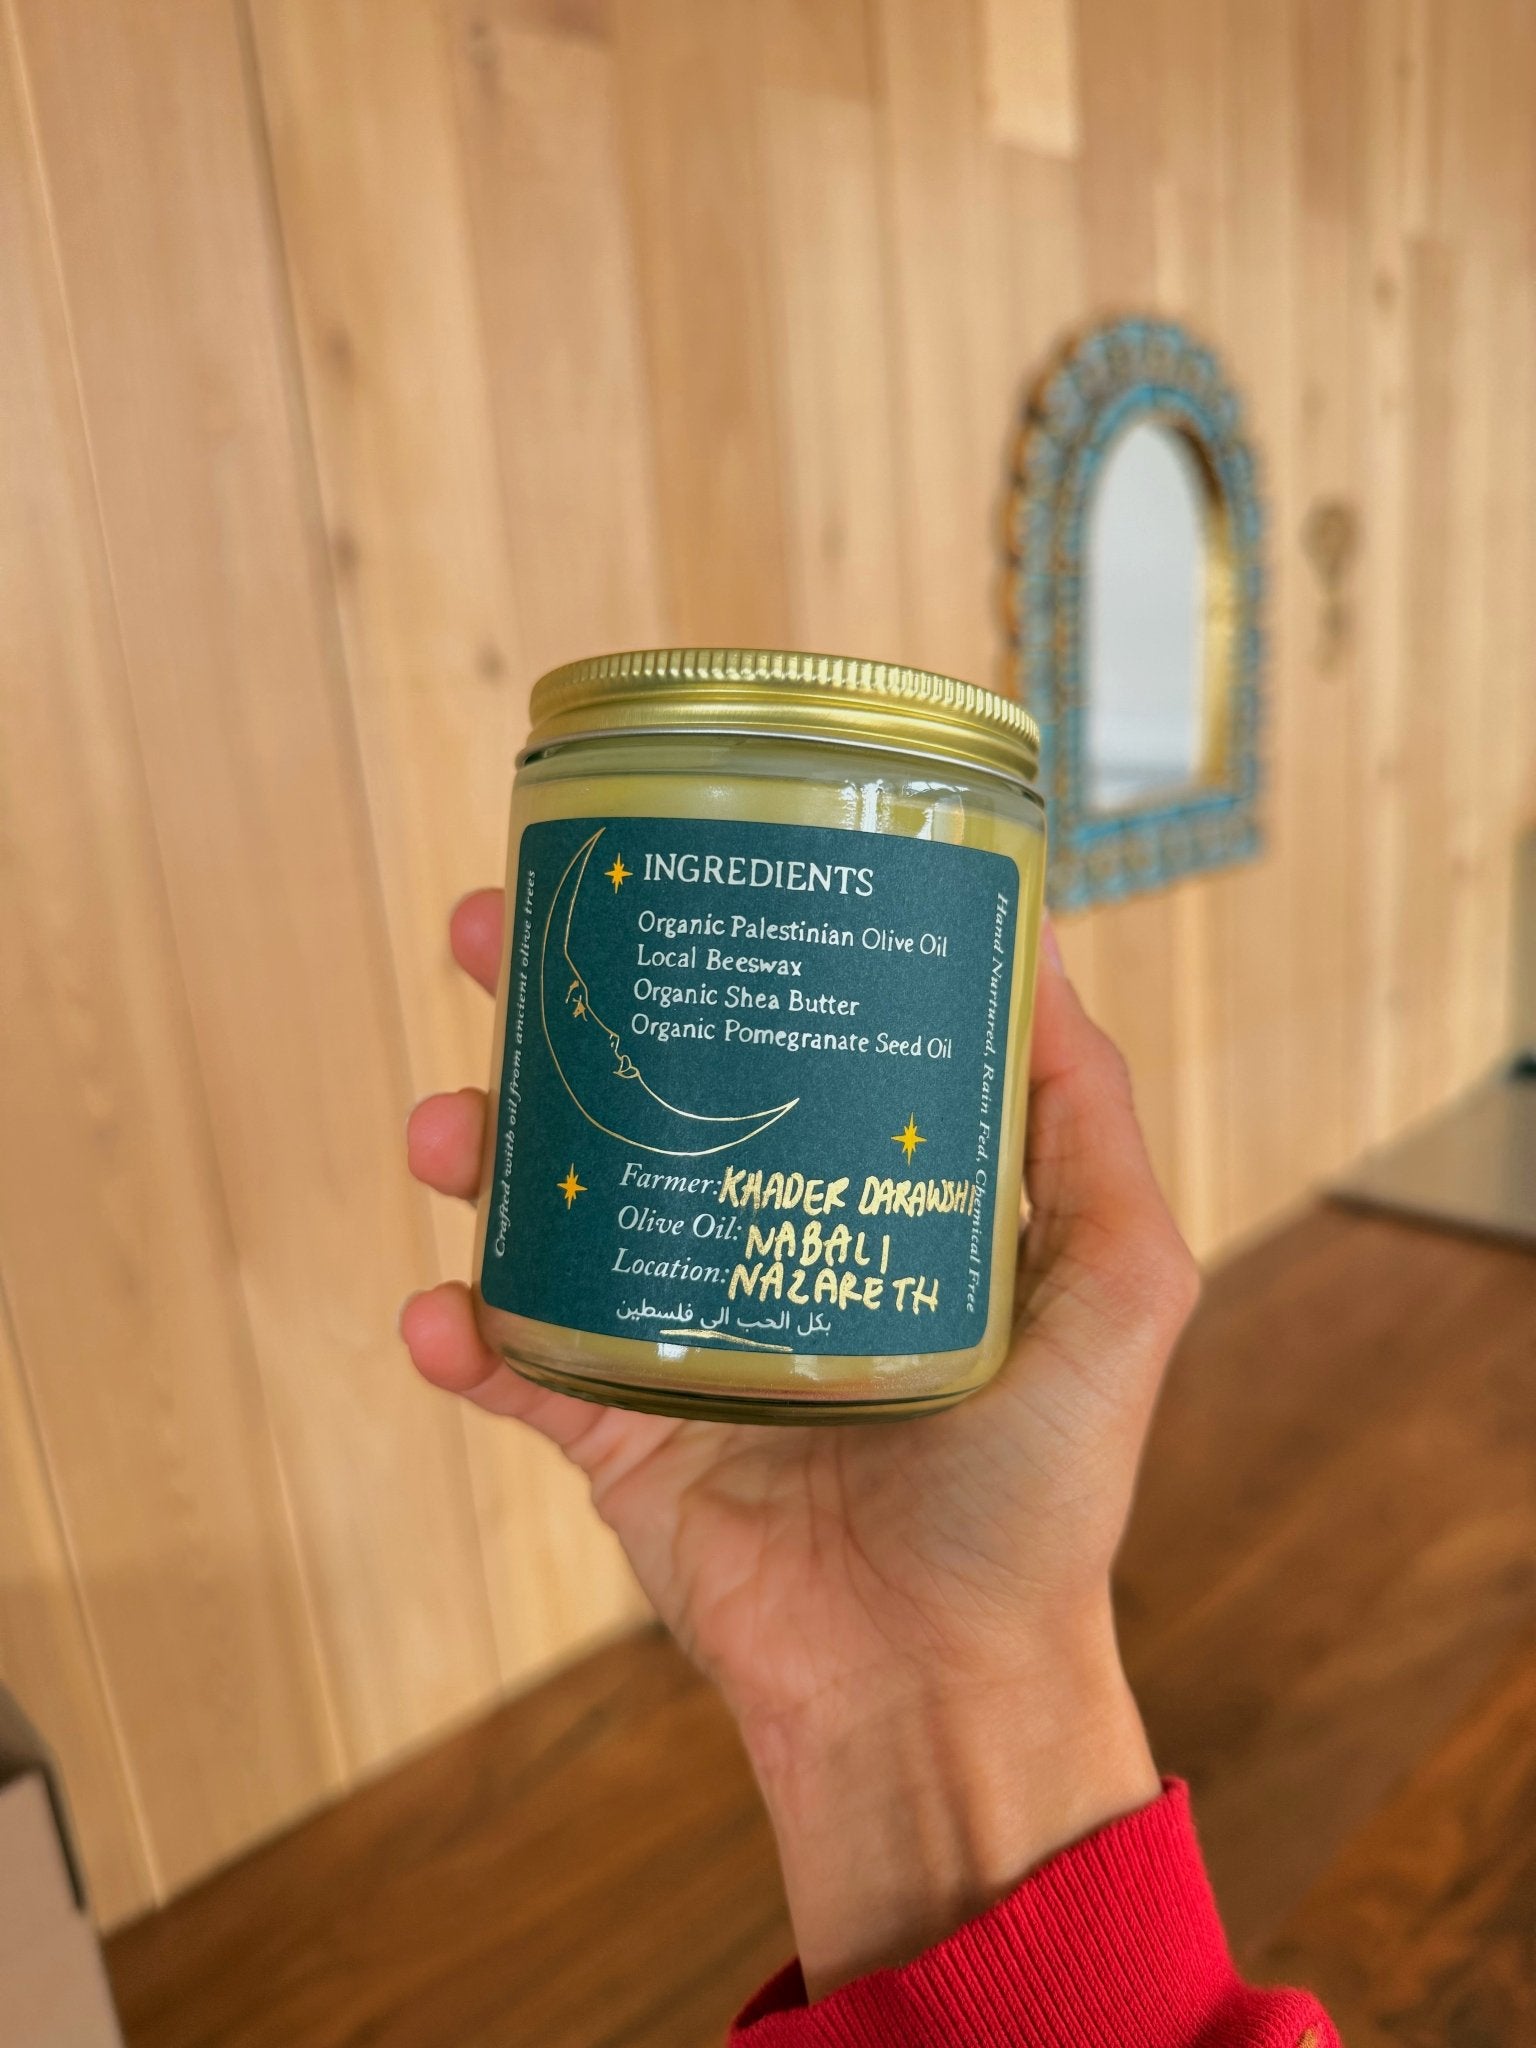 INGREDIENTS
Organic Palestinian Olive Oil
Local Beeswax
Organic Shea Butter
Organic Pomegranate Seed Oil
Farmer: KHADER DARAWSHI
Olive Oil: NABALI
Location: NAZARETH
بكل الحب الى فلسطين
Crafted with oil from ancient olive trees
Hand Nurtured, Rain Fed, Chemical Free